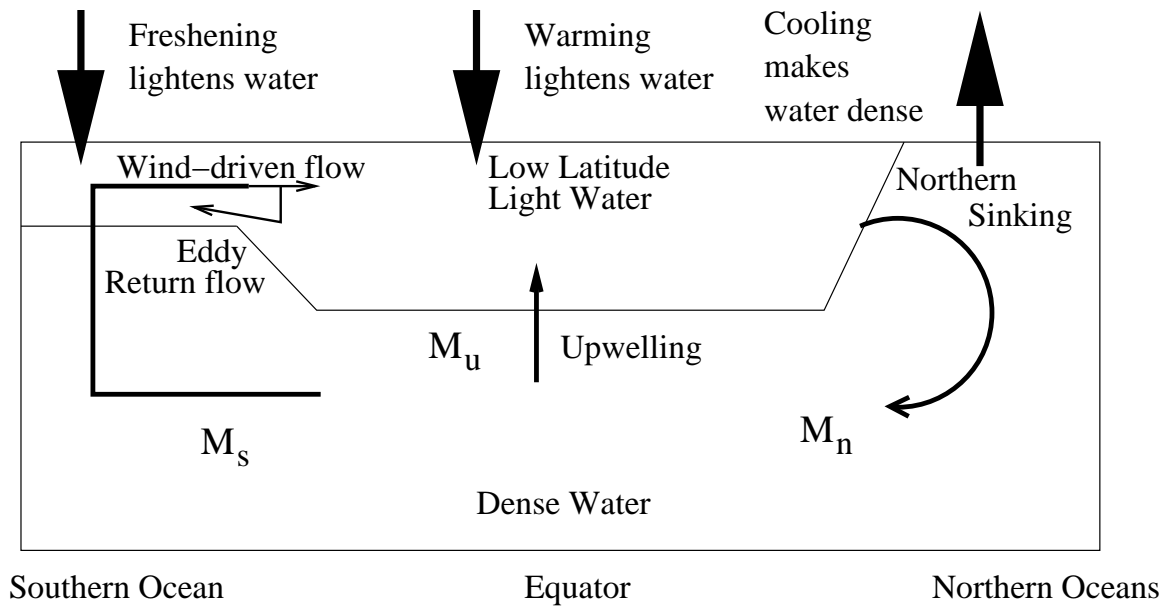 Freshening
lightens water
Warming
lightens water
Cooling
makes
water dense
Wind−driven flow
Low Latitude
Light Water
Northern
Sinking
Eddy
Return flow
M_u
Upwelling
M_s
M_n
Dense Water
Southern Ocean
Equator
Northern Oceans